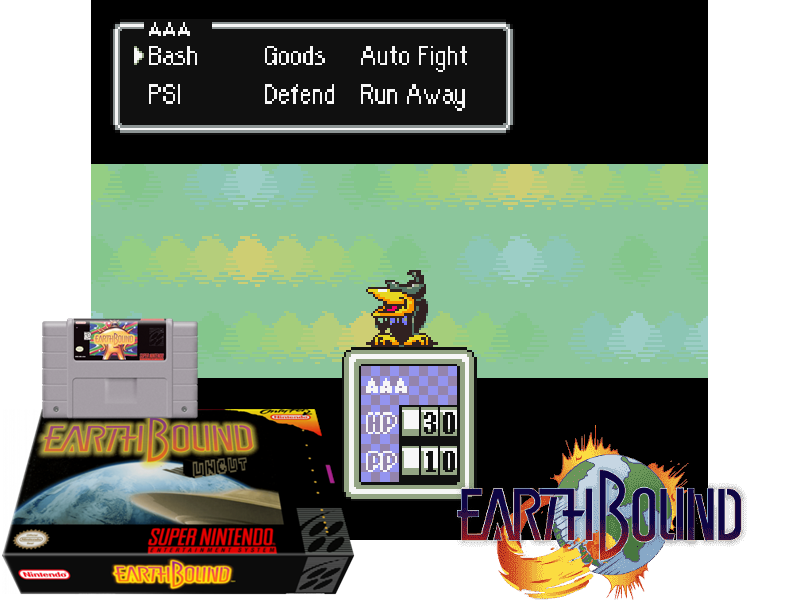 AAA
Bash Goods Auto Fight
PSI Defend Run Away
AAA
HP 30
PP 10
EARTHBOUND
EARTHBOUND
UNCUT
Nintendo
SUPER NINTENDO
ENTERTAINMENT SYSTEM
Nintendo
EARTHBOUND
EARTHBOUND